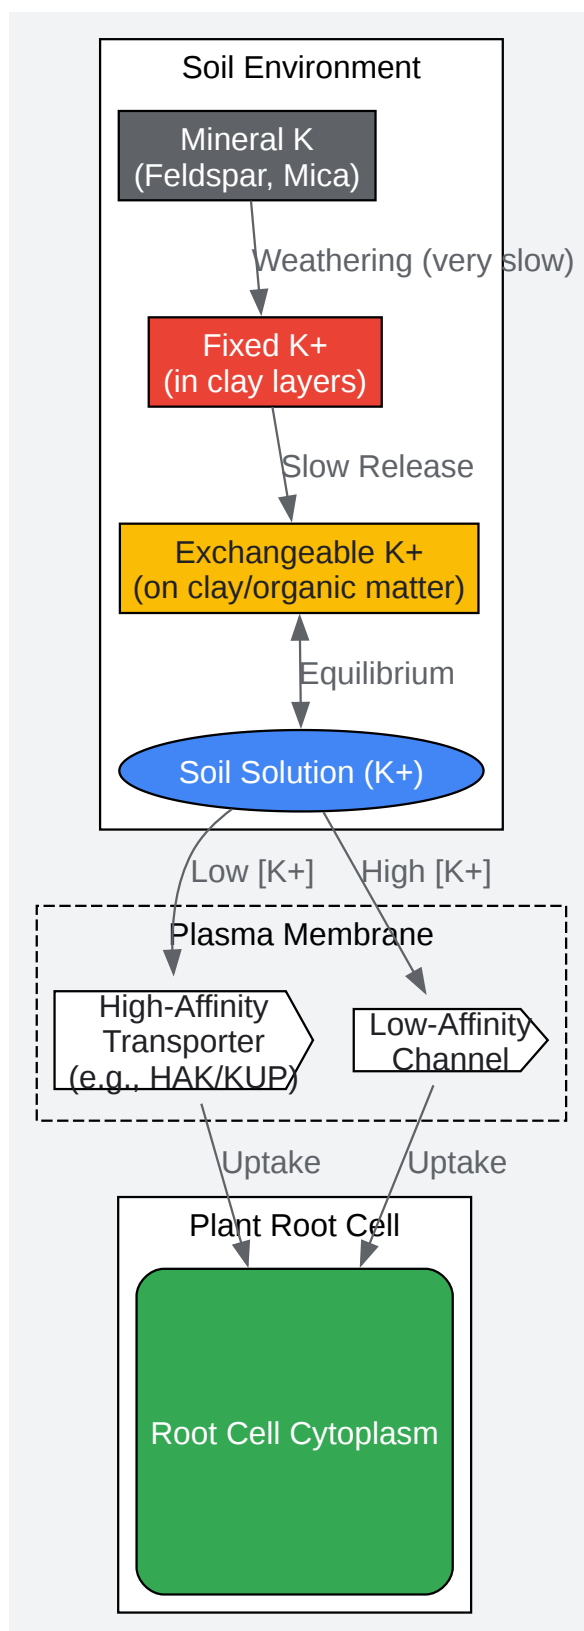 Soil Environment
Mineral K
(Feldspar, Mica)
Weathering (very slow)
Fixed K+
(in clay layers)
Slow Release
Exchangeable K+
(on clay/organic matter)
Equilibrium
Soil Solution (K+)
Low [K+]
High [K+]
Plasma Membrane
High-Affinity
Transporter
(e.g., HAK/KUP)
Low-Affinity
Channel
Uptake
Uptake
Plant Root Cell
Root Cell Cytoplasm